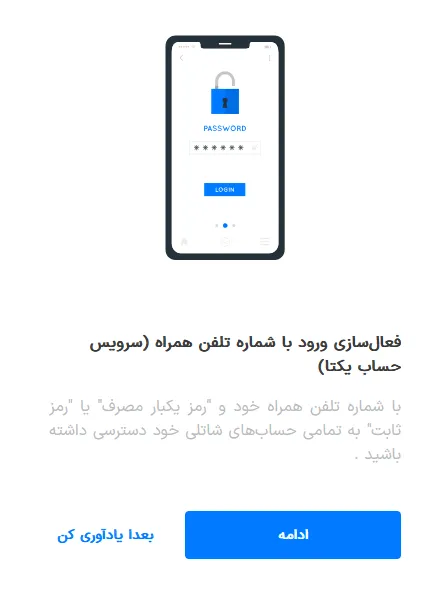 PASSWORD
******
LOGIN
فعال‌سازی ورود با شماره تلفن همراه (سرویس
حساب یکتا)
با شماره تلفن همراه خود و "رمز یکبار مصرف" یا "رمز
ثابت" به تمامی حساب‌های شاتلی خود دسترسی داشته
باشید .
ادامه
بعدا یادآوری کن